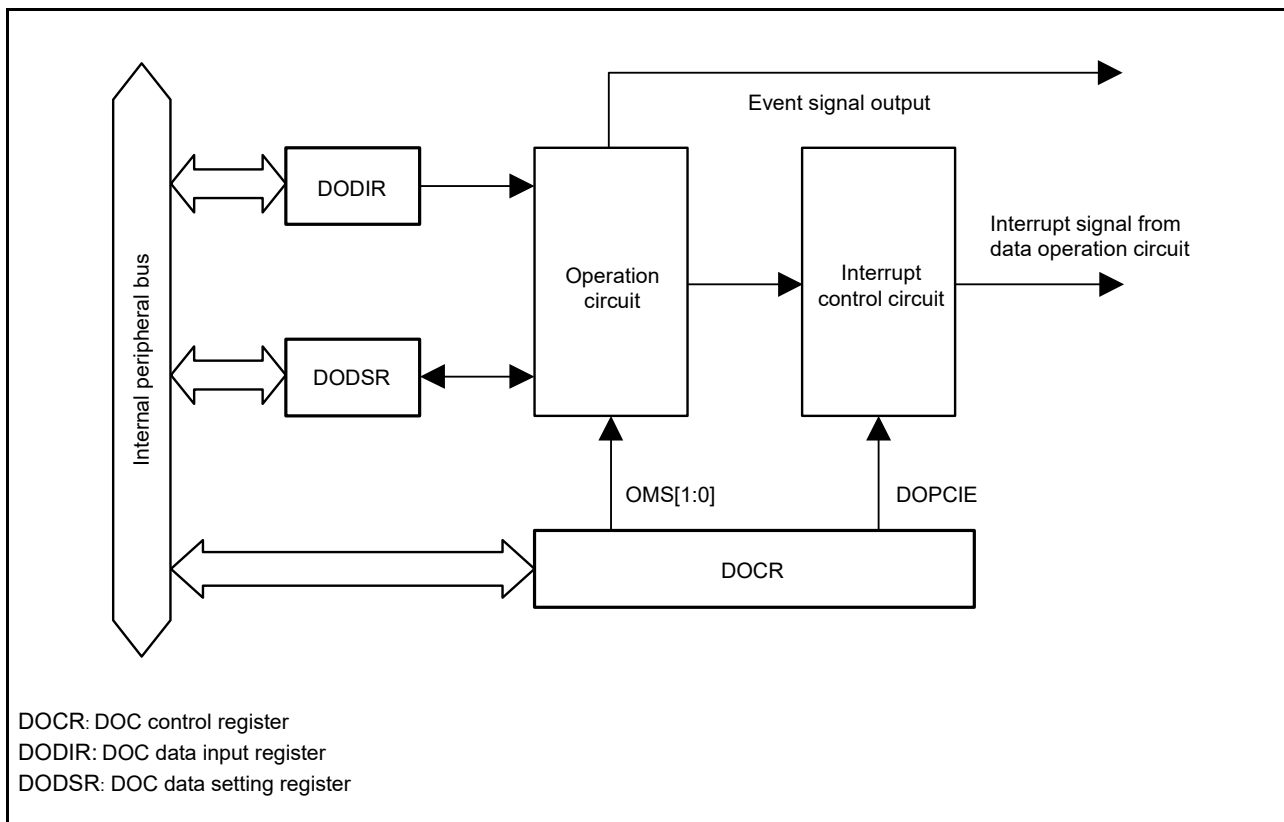 Event signal output
DODIR
Interrupt signal from
data operation circuit
Operation
circuit
Interrupt
control circuit
Internal peripheral bus
DODSR
OMS[1:0]
DOPCIE
DOCR
DOCR: DOC control register
DODIR: DOC data input register
DODSR: DOC data setting register